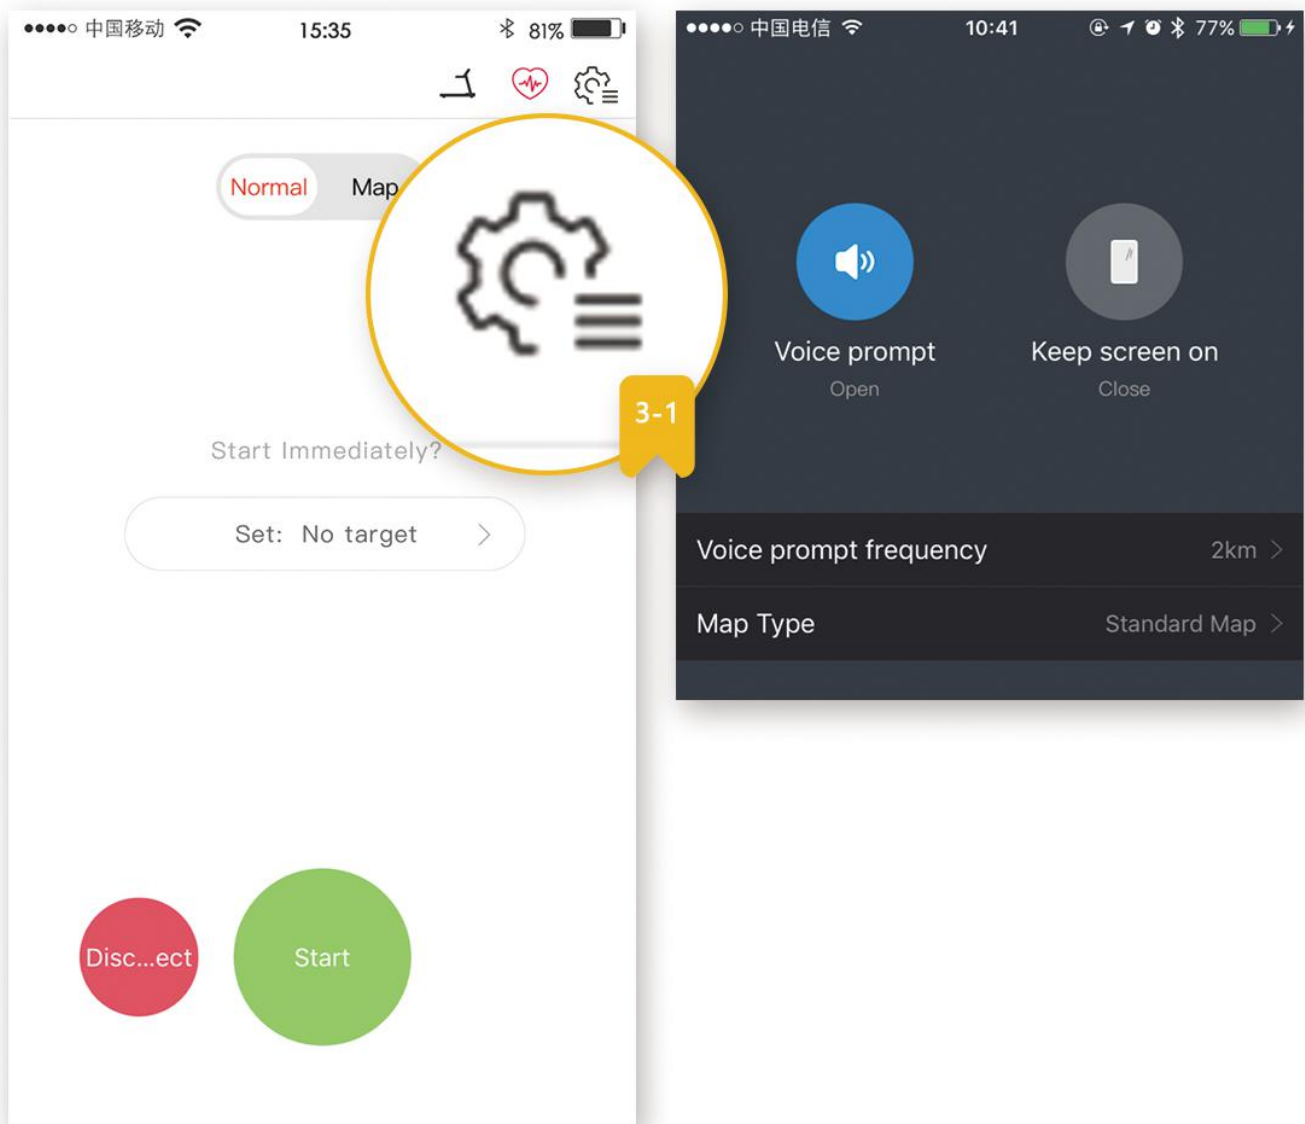 中国移动 15:35 81%
Normal Map
3-1
Start Immediately?
Set: No target
Disc...ect Start
中国电信 10:41 77%
Voice prompt Keep screen on
Open Close
Voice prompt frequency 2km
Map Type Standard Map